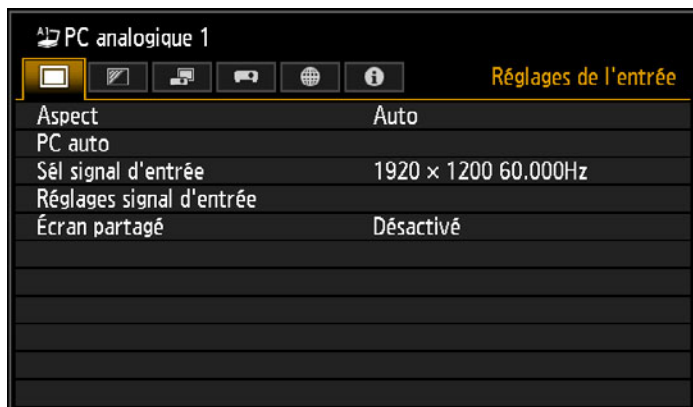 PC analogique 1
Réglages de l'entrée
Aspect Auto
PC auto
Sél signal d'entrée 1920 × 1200 60.000Hz
Réglages signal d'entrée
Écran partagé Désactivé